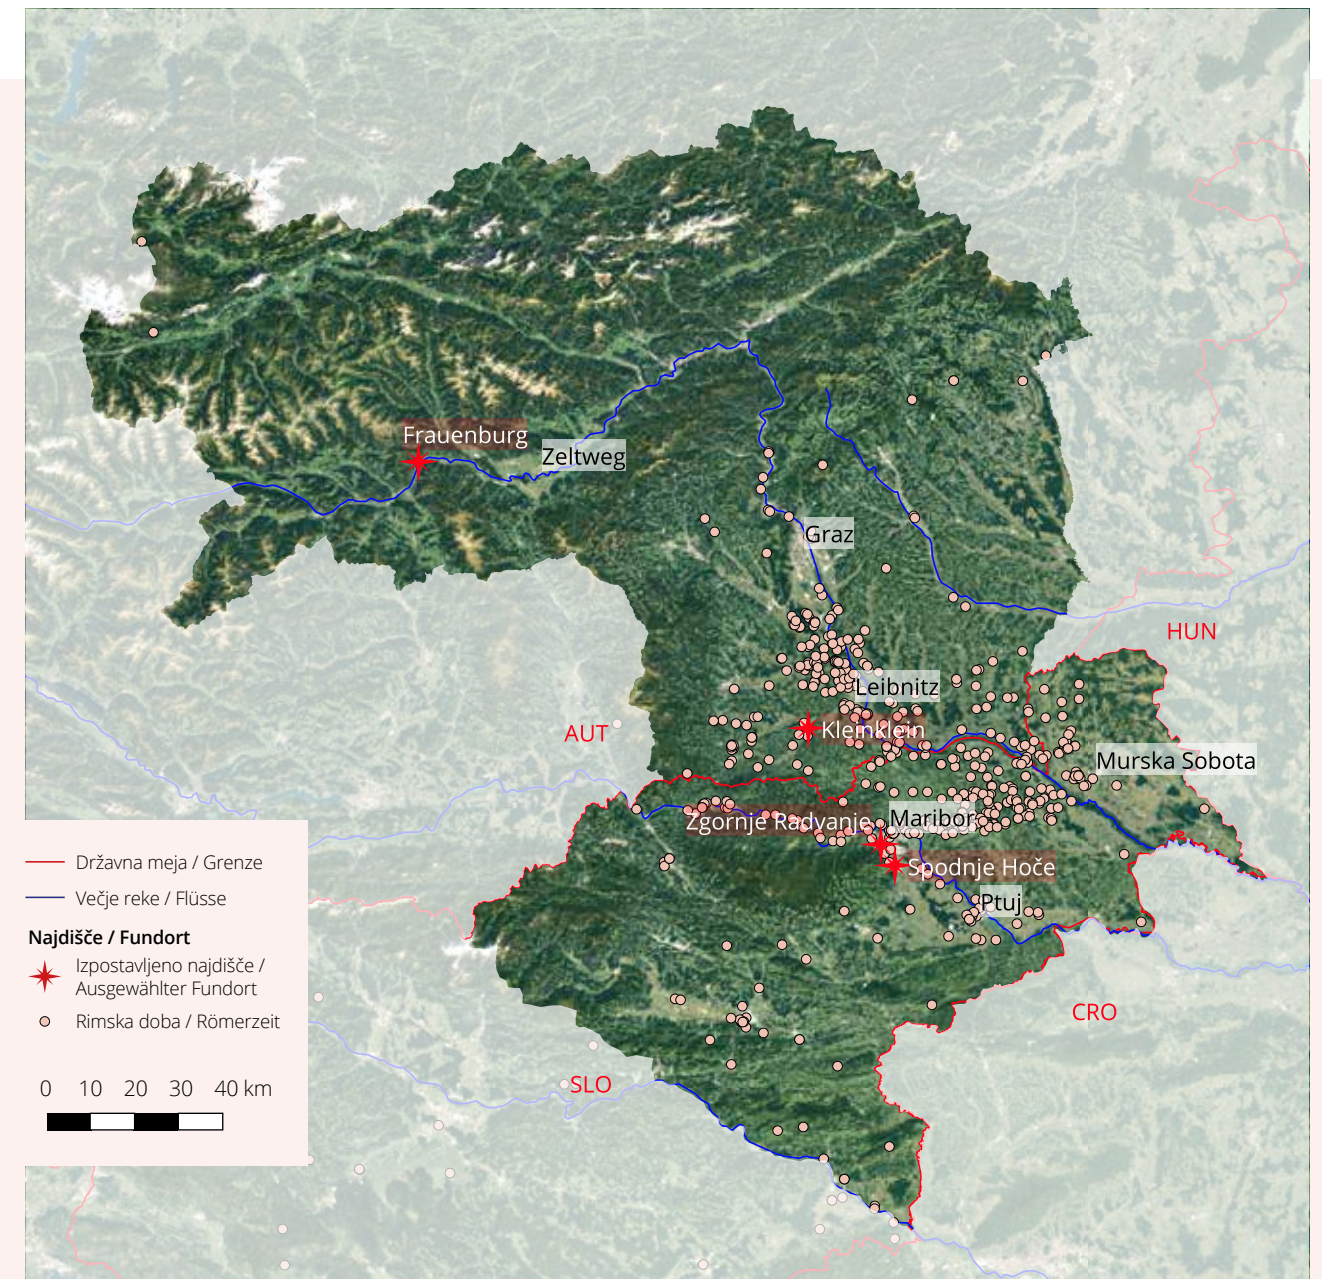 Frauenburg
Zeltweg
Graz
HUN
Leibnitz
AUT
Kleinklein
Murska Sobota
Zgornje Radvanje
Maribor
Spodnje Hoče
Ptuj
CRO
SLO
Državna meja / Grenze
Večje reke / Flüsse
Najdišče / Fundort
Izpostavljeno najdišče /
Ausgewählter Fundort
Rimska doba / Römerzeit
0 10 20 30 40 km